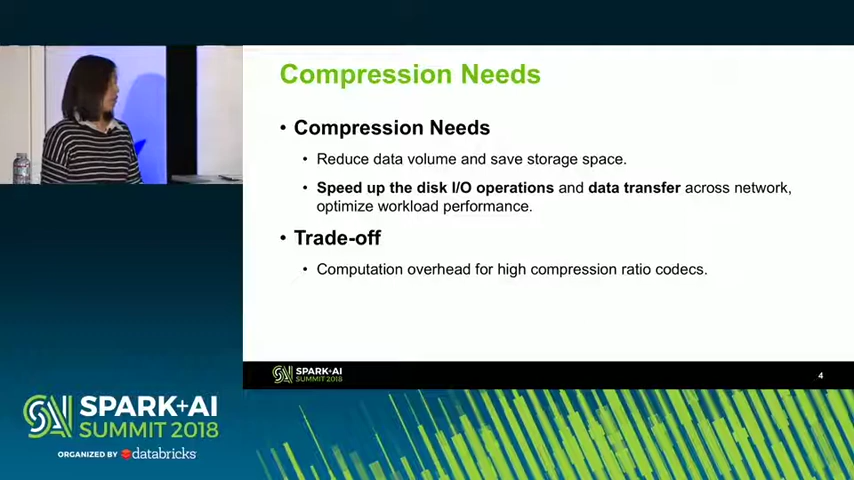 Compression Needs
• Compression Needs
• Reduce data volume and save storage space.
• Speed up the disk I/O operations and data transfer across network,
optimize workload performance.
• Trade-off
• Computation overhead for high compression ratio codecs.
SPARK+AI
SUMMIT 2018
4
SPARK+AI
SUMMIT 2018
ORGANIZED BY databricks